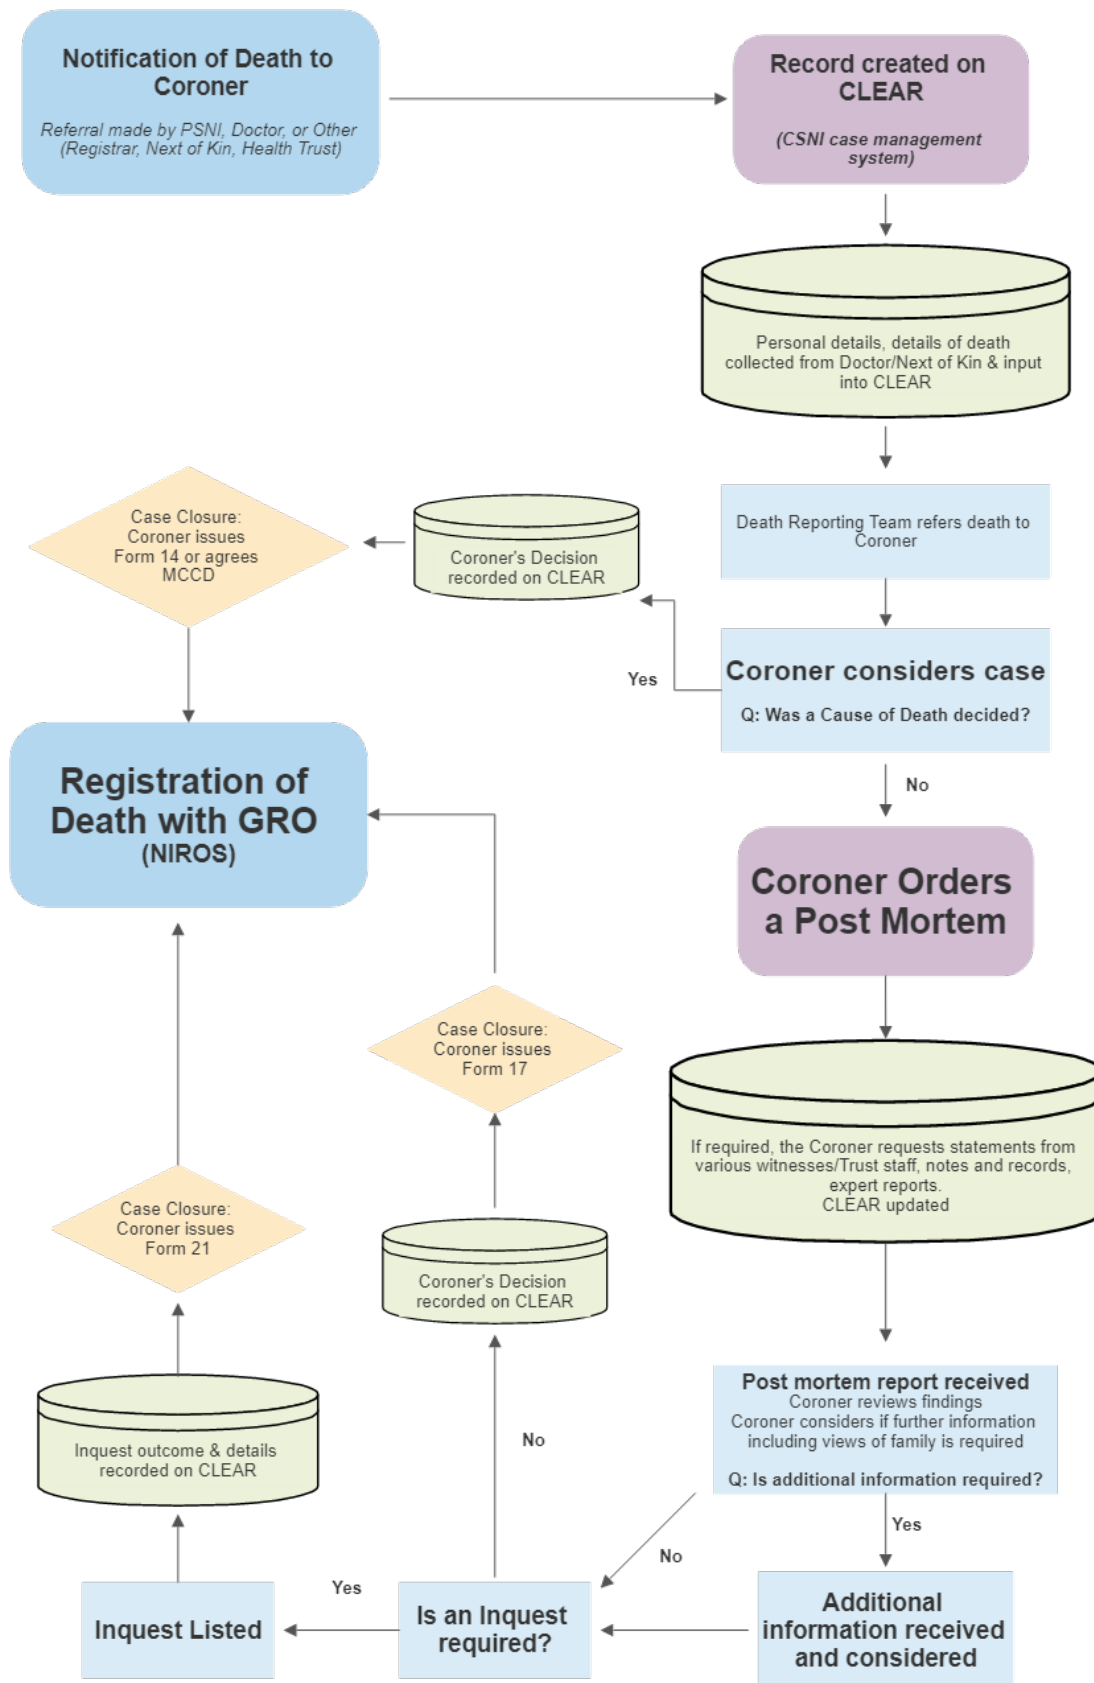 Notification of Death to
Coroner
Referral made by PSNI, Doctor, or Other
(Registrar, Next of Kin, Health Trust)
Record created on
CLEAR
(CSNI case management
system)
Personal details, details of death
collected from Doctor/Next of Kin & input
into CLEAR
Death Reporting Team refers death to
Coroner
Coroner considers case
Q: Was a Cause of Death decided?
Yes
Coroner's Decision
recorded on CLEAR
Case Closure:
Coroner issues
Form 14 or agrees
MCCD
Registration of
Death with GRO
(NIROS)
No
Coroner Orders
a Post Mortem
If required, the Coroner requests statements from
various witnesses/Trust staff, notes and records,
expert reports.
CLEAR updated
Post mortem report received
Coroner reviews findings
Coroner considers if further information
including views of family is required
Q: Is additional information required?
Yes
No
Additional
information received
and considered
Is an Inquest
required?
No
Coroner's Decision
recorded on CLEAR
Case Closure:
Coroner issues
Form 17
Yes
Inquest Listed
Inquest outcome & details
recorded on CLEAR
Case Closure:
Coroner issues
Form 21